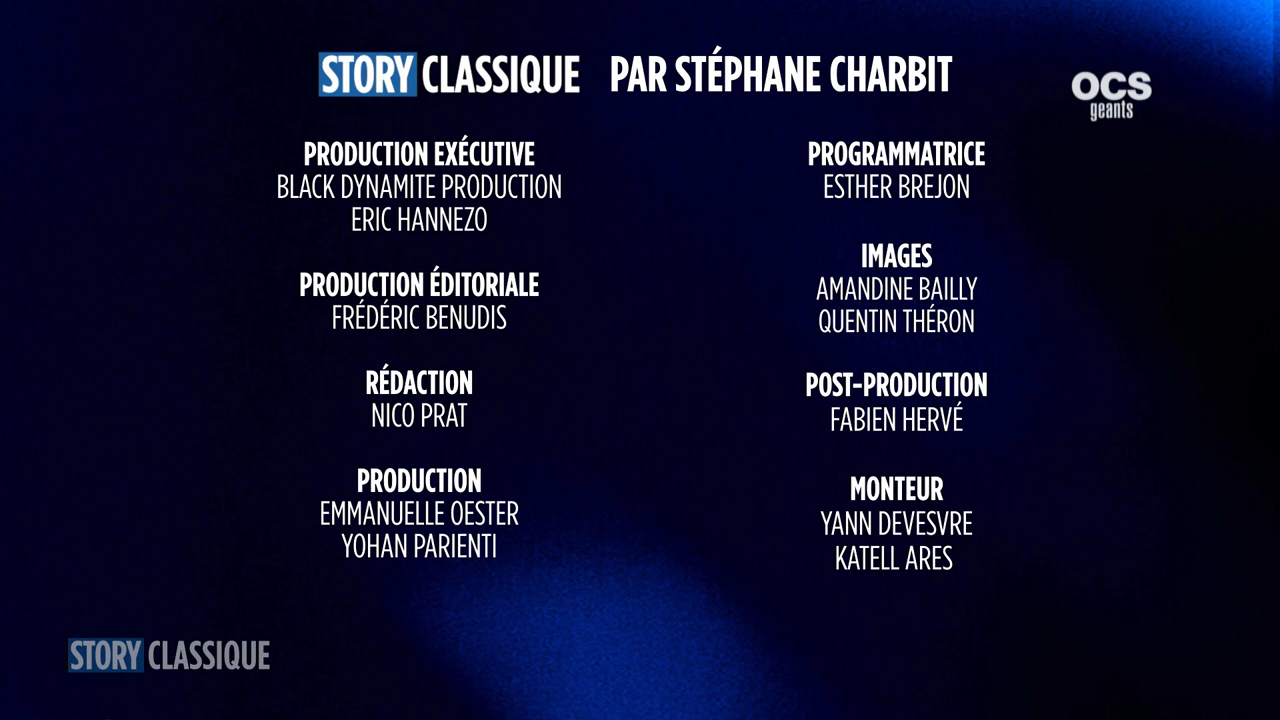 STORY CLASSIQUE PAR STÉPHANE CHARBIT
OCS
geants
PRODUCTION EXÉCUTIVE
BLACK DYNAMITE PRODUCTION
ERIC HANNEZO
PRODUCTION ÉDITORIALE
FRÉDÉRIC BENUDIS
RÉDACTION
NICO PRAT
PRODUCTION
EMMANUELLE OESTER
YOHAN PARIENTI
PROGRAMMATRICE
ESTHER BREJON
IMAGES
AMANDINE BAILLY
QUENTIN THÉRON
POST-PRODUCTION
FABIEN HERVÉ
MONTEUR
YANN DEVESVRE
KATELL ARES
STORY CLASSIQUE